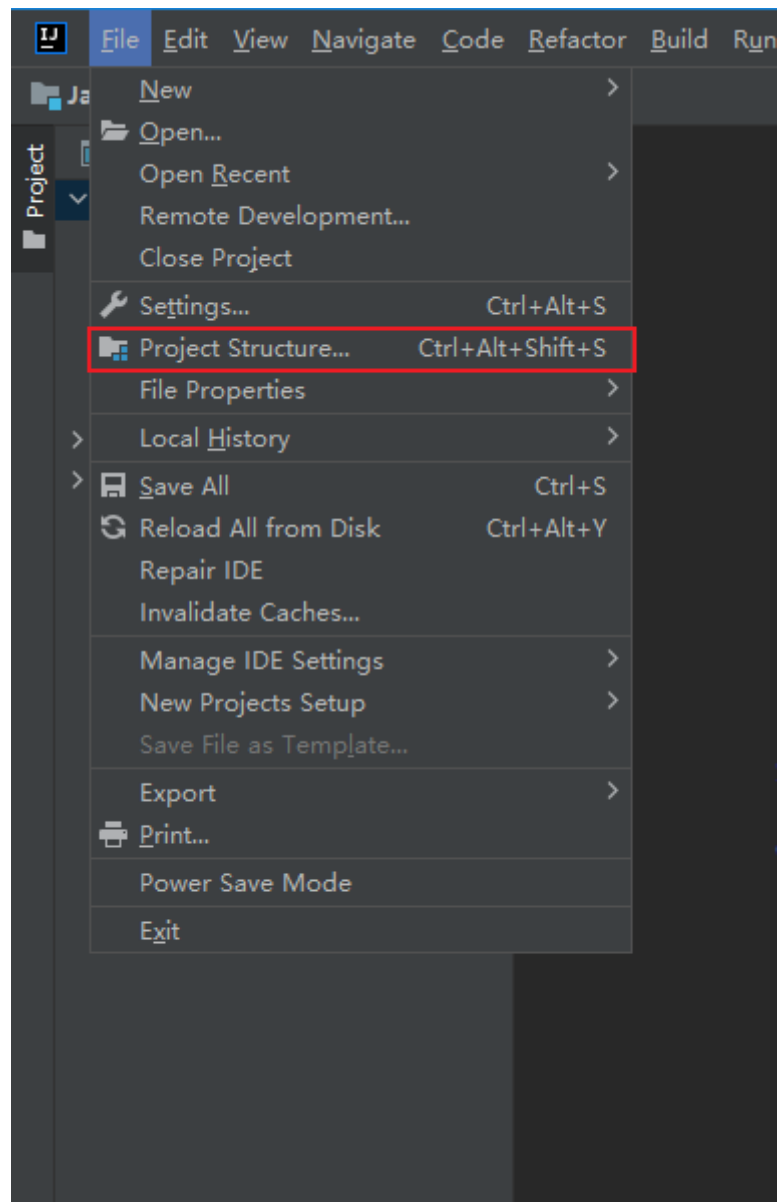 IJ File Edit View Navigate Code Refactor Build Run
Ja
Project
New
Open...
Open Recent
Remote Development...
Close Project
Settings... Ctrl+Alt+S
Project Structure... Ctrl+Alt+Shift+S
File Properties
Local History
Save All Ctrl+S
Reload All from Disk Ctrl+Alt+Y
Repair IDE
Invalidate Caches...
Manage IDE Settings
New Projects Setup
Save File as Template...
Export
Print...
Power Save Mode
Exit